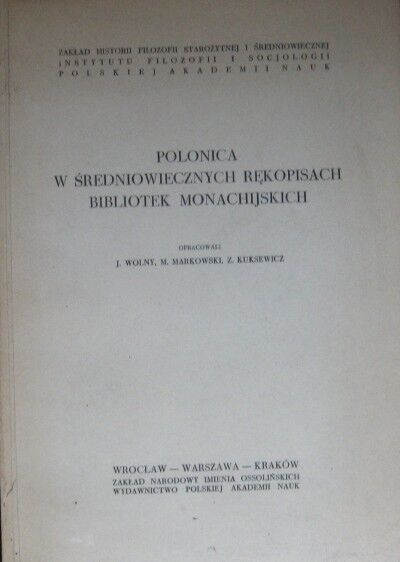 ZAKŁAD HISTORII FILOZOFII STAROŻYTNEJ I ŚREDNIOWIECZNEJ
INSTYTUTU FILOZOFII I SOCJOLOGII
POLSKIEJ AKADEMII NAUK
POLONICA
W ŚREDNIOWIECZNYCH RĘKOPISACH
BIBLIOTEK MONACHIJSKICH
OPRACOWALI
J. WOLNY, M. MARKOWSKI, Z. KUKSEWICZ
WROCŁAW — WARSZAWA — KRAKÓW
ZAKŁAD NARODOWY IMIENIA OSSOLIŃSKICH
WYDAWNICTWO POLSKIEJ AKADEMII NAUK